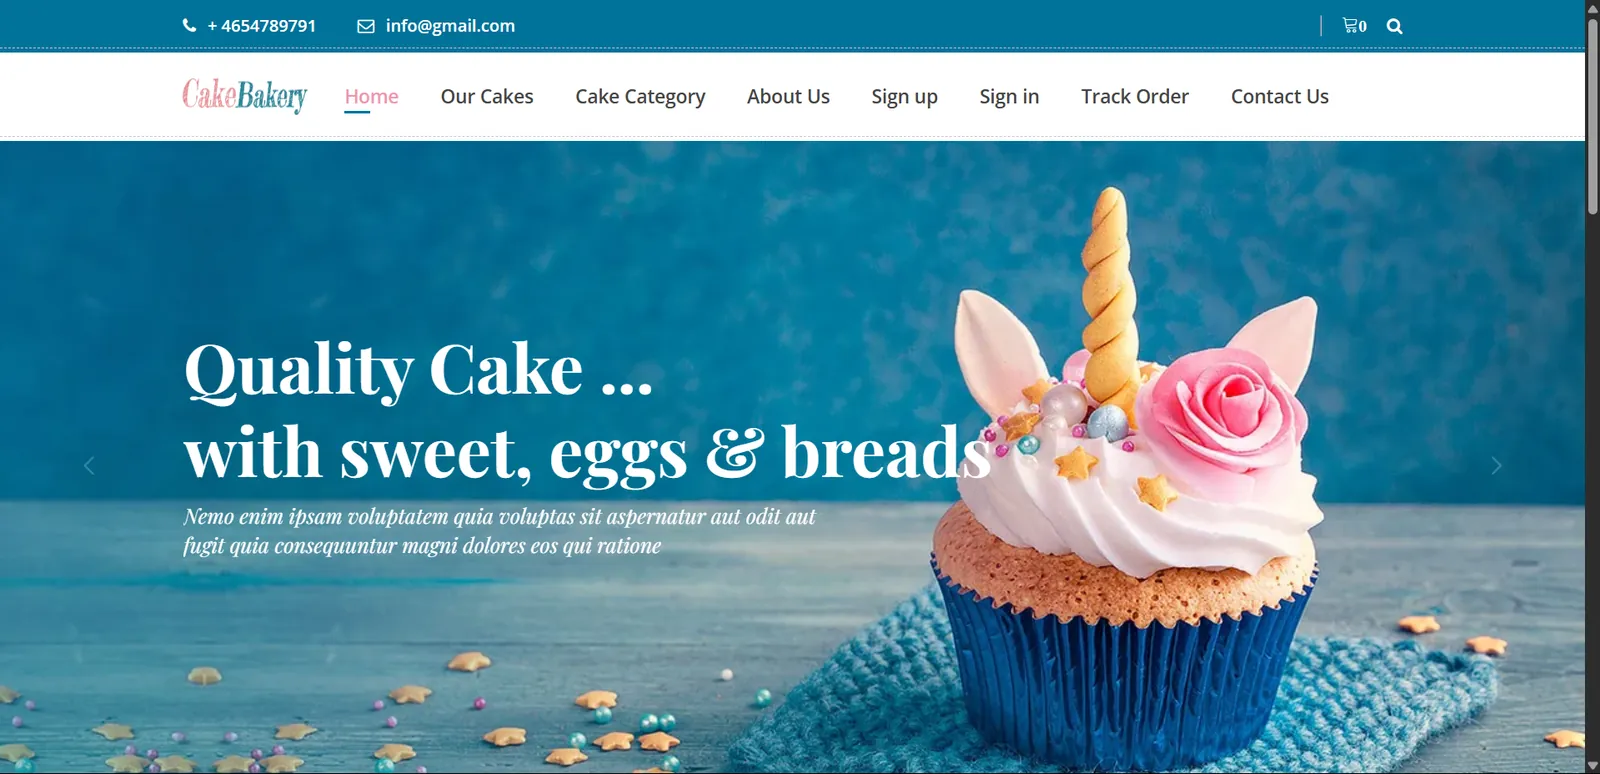 + 4654789791 info@gmail.com 0
CakeBakery Home Our Cakes Cake Category About Us Sign up Sign in Track Order Contact Us
Quality Cake ...
with sweet, eggs & breads
Nemo enim ipsam voluptatem quia voluptas sit aspernatur aut odit aut
fugit quia consequuntur magni dolores eos qui ratione